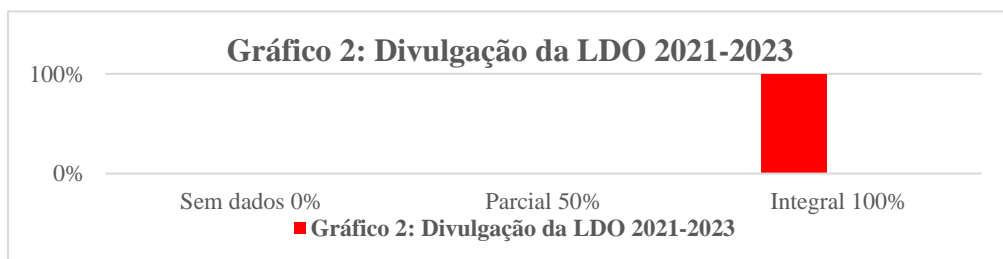 Gráfico 2: Divulgação da LDO 2021-2023
100%
0%
Sem dados 0% Parcial 50% Integral 100%
Gráfico 2: Divulgação da LDO 2021-2023